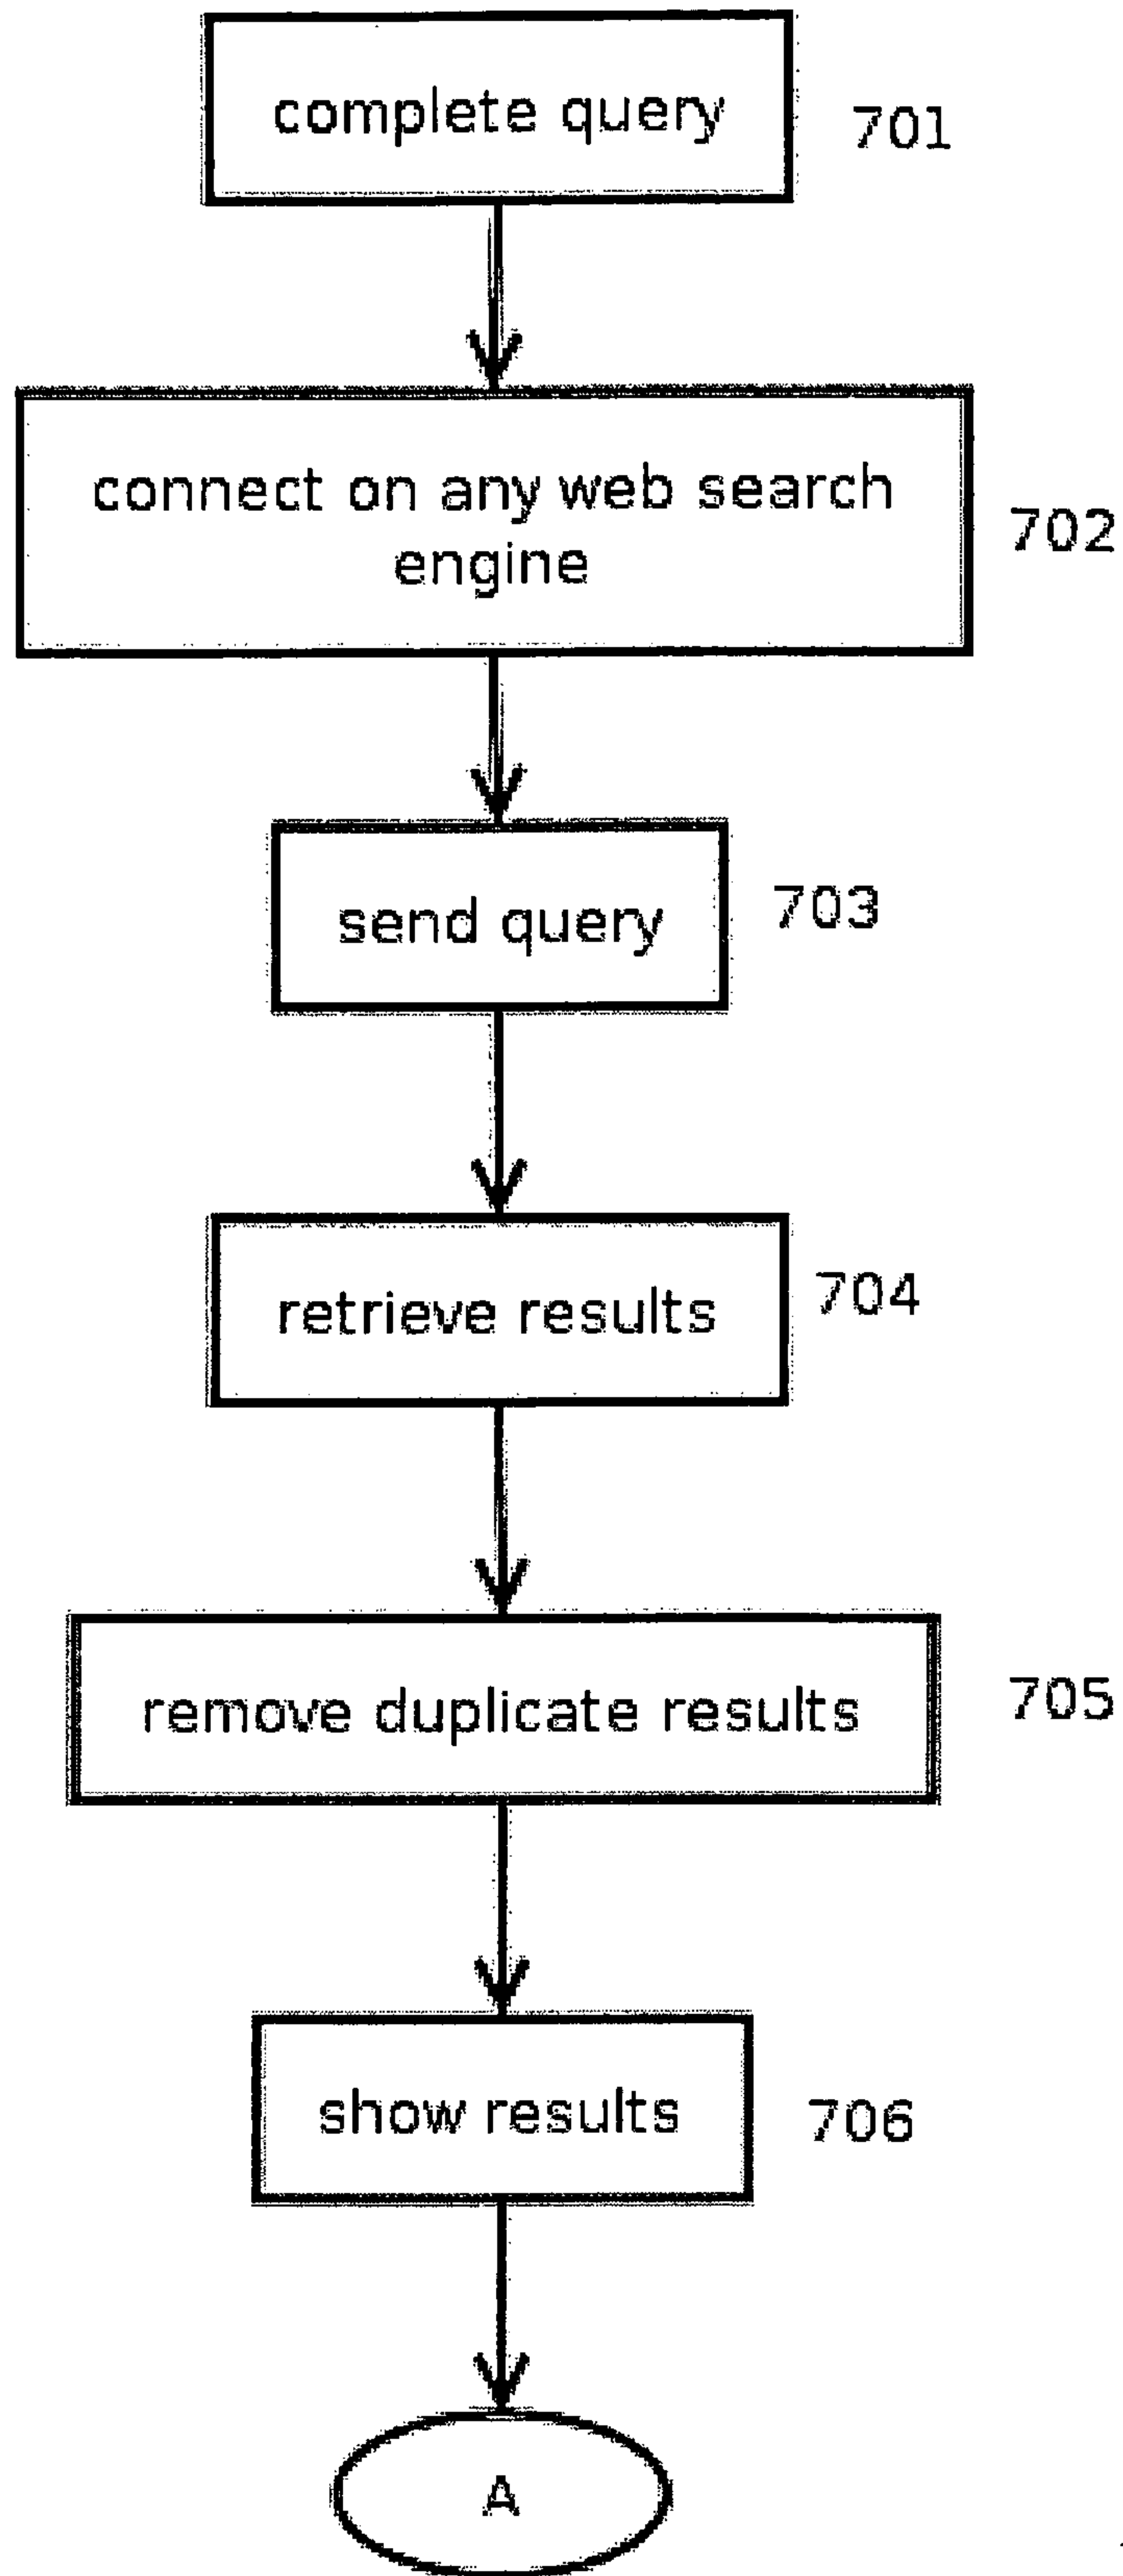 complete query
701
connect on any web search
engine
702
send query
703
retrieve results
704
remove duplicate results
705
show results
706
A